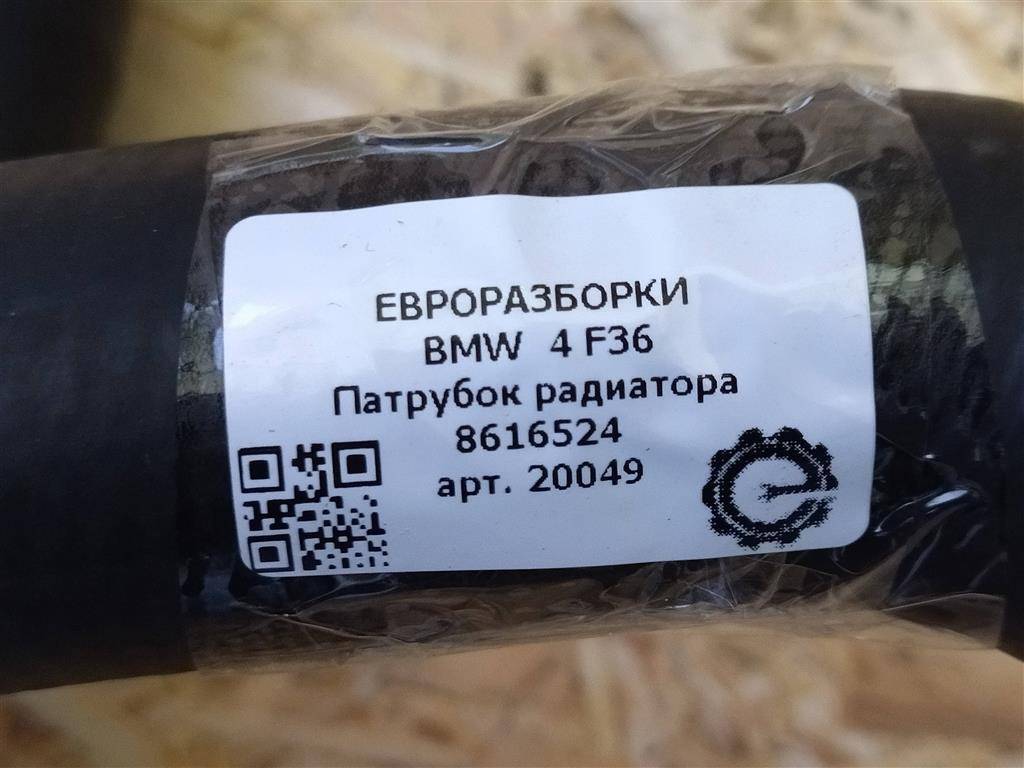 ЕВРОРАЗБОРКИ
BMW 4 F36
Патрубок радиатора
8616524
арт. 20049